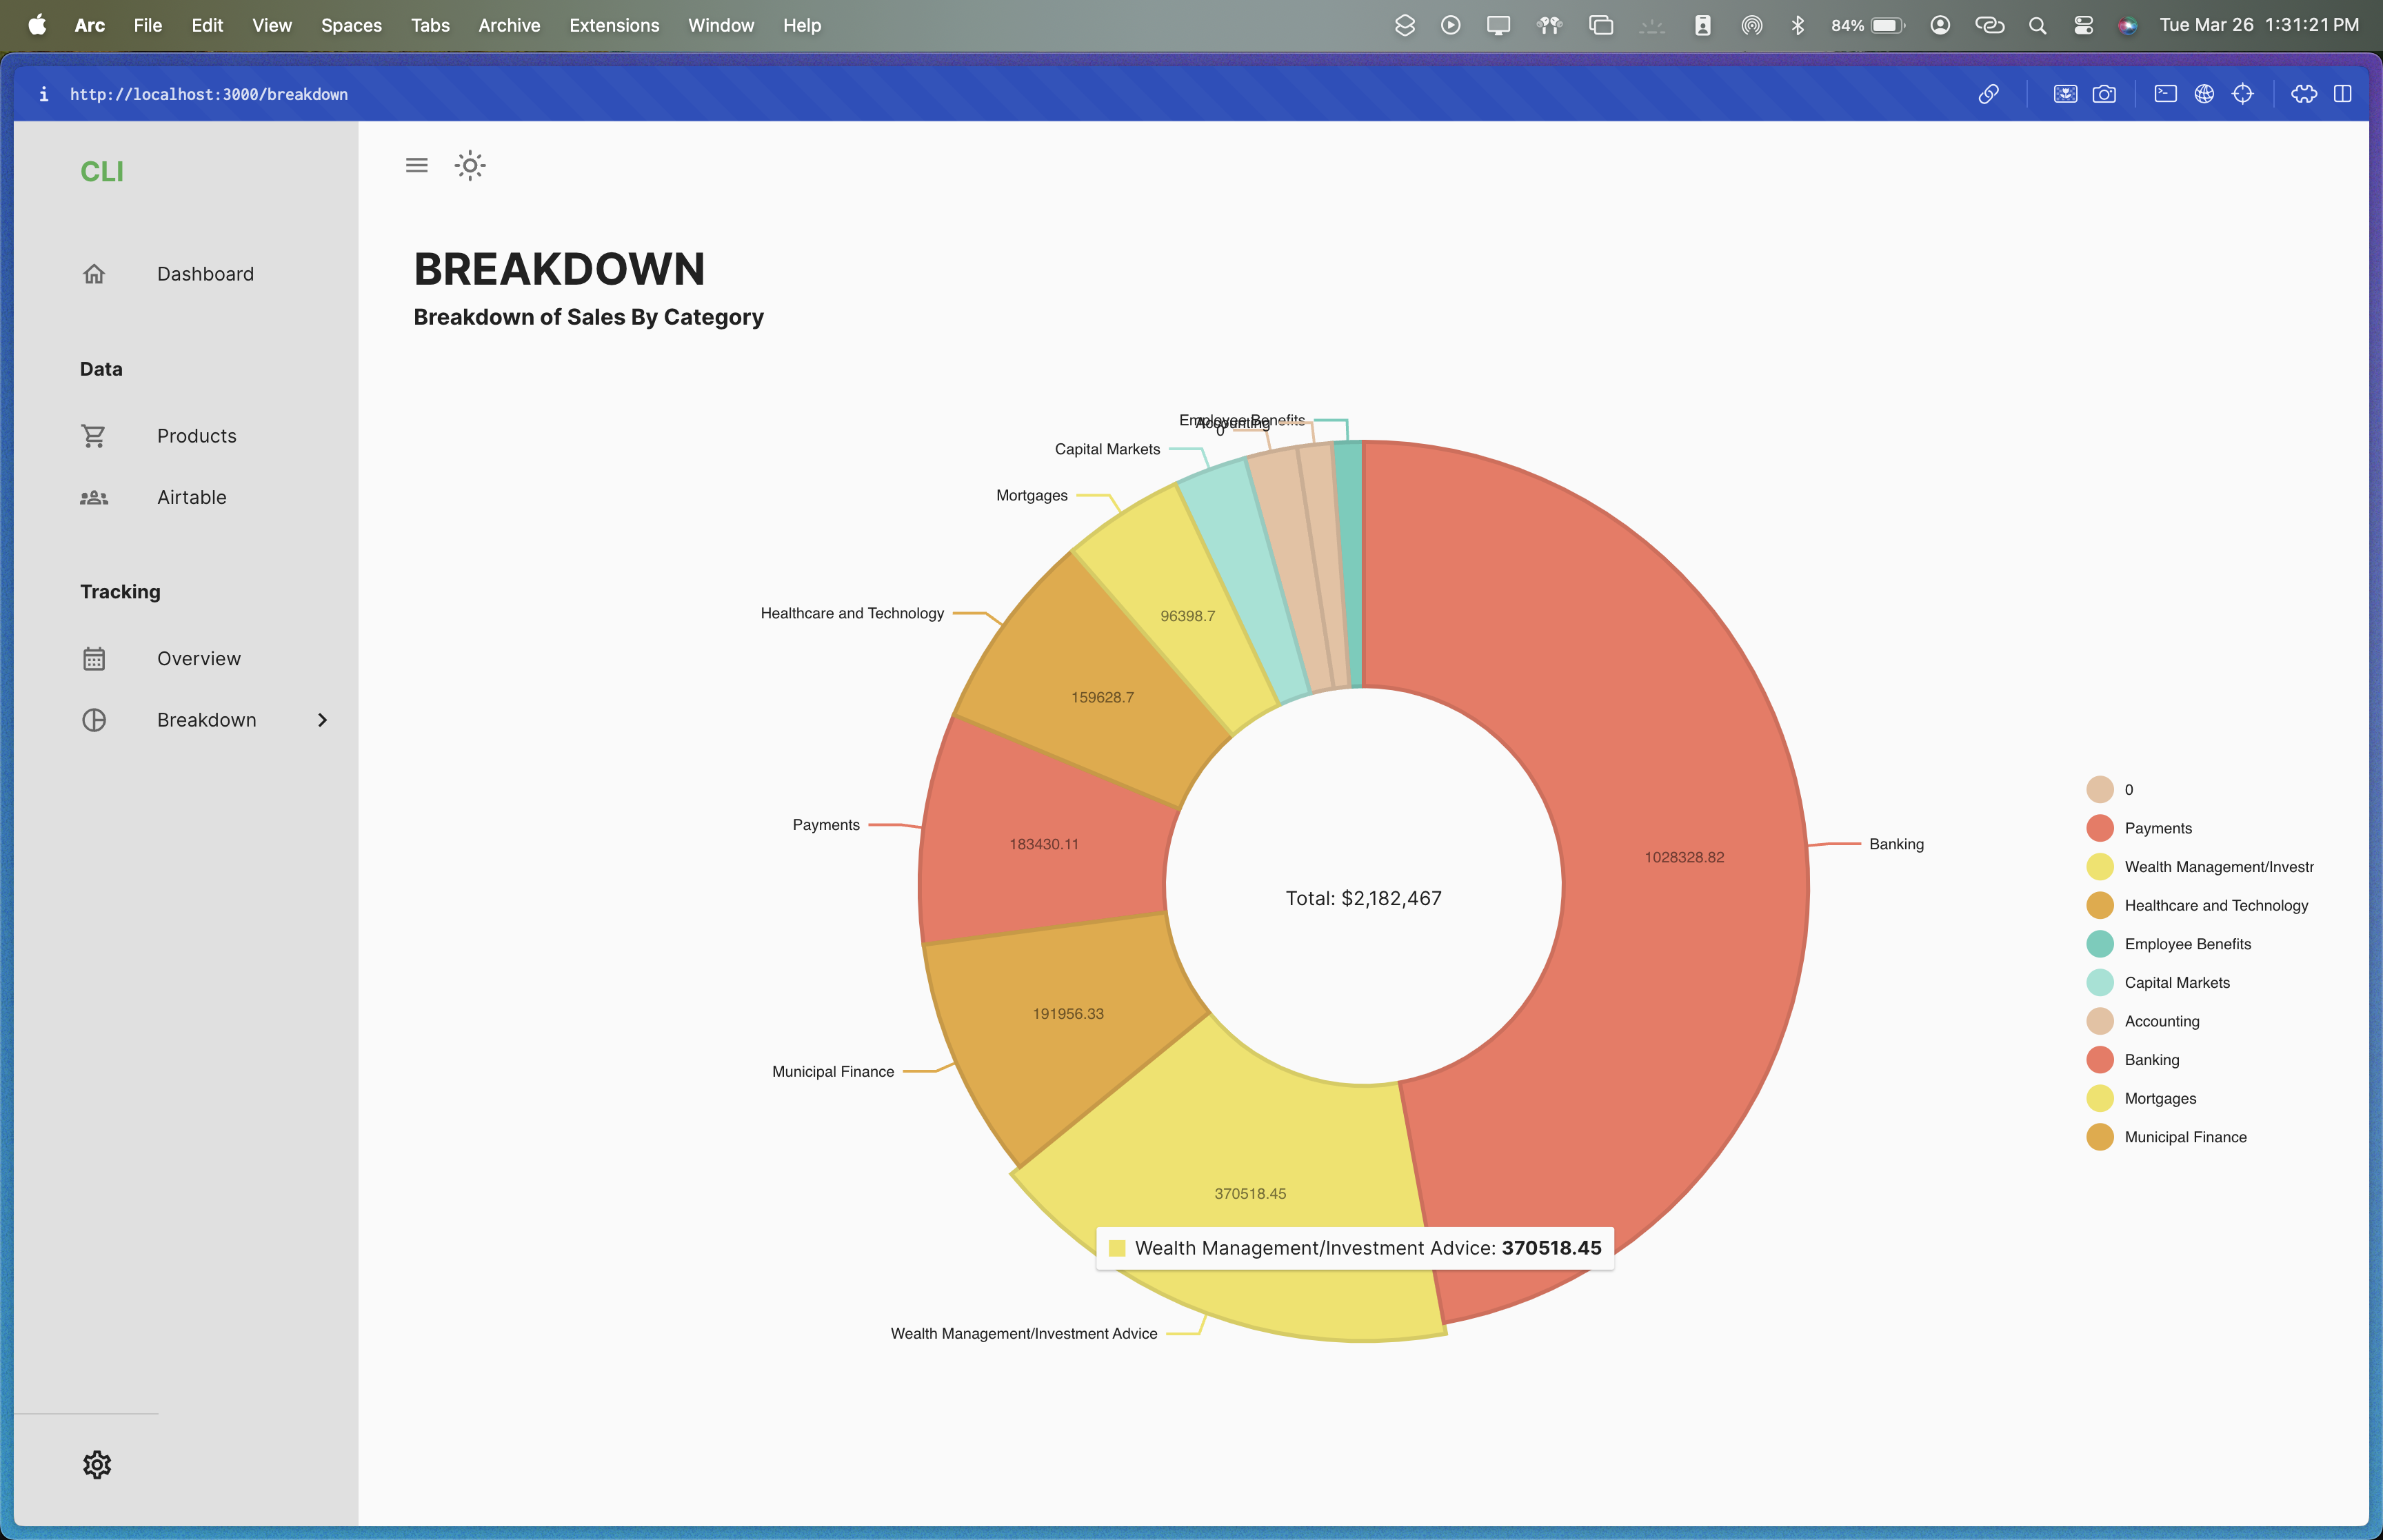 Arc File Edit View Spaces Tabs Archive Extensions Window Help 84% Tue Mar 26 1:31:21 PM
http://localhost:3000/breakdown
CLI
Dashboard
Data
Products
Airtable
Tracking
Overview
Breakdown
BREAKDOWN
Breakdown of Sales By Category
Employee Benefits
Accounting
0
Capital Markets
Mortgages
96398.7
Healthcare and Technology
159628.7
Payments
183430.11
Banking
1028328.82
Total: $2,182,467
191956.33
Municipal Finance
370518.45
Wealth Management/Investment Advice: 370518.45
Wealth Management/Investment Advice
0
Payments
Wealth Management/Investr
Healthcare and Technology
Employee Benefits
Capital Markets
Accounting
Banking
Mortgages
Municipal Finance